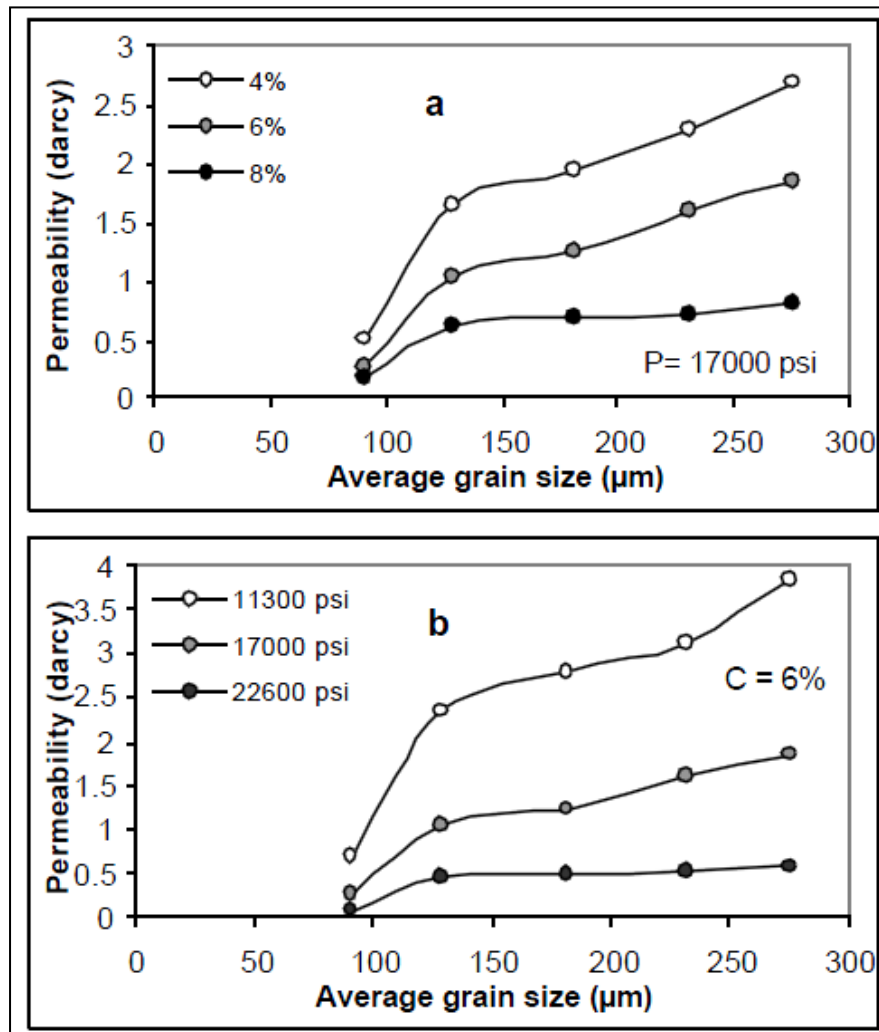 3
2.5
2
1.5
1
0.5
0
Permeability (darcy)
4%
6%
8%
a
P= 17000 psi
0 50 100 150 200 250 300
Average grain size (µm)
4
3.5
3
2.5
2
1.5
1
0.5
0
Permeability (darcy)
11300 psi
17000 psi
22600 psi
b
C = 6%
0 50 100 150 200 250 300
Average grain size (µm)